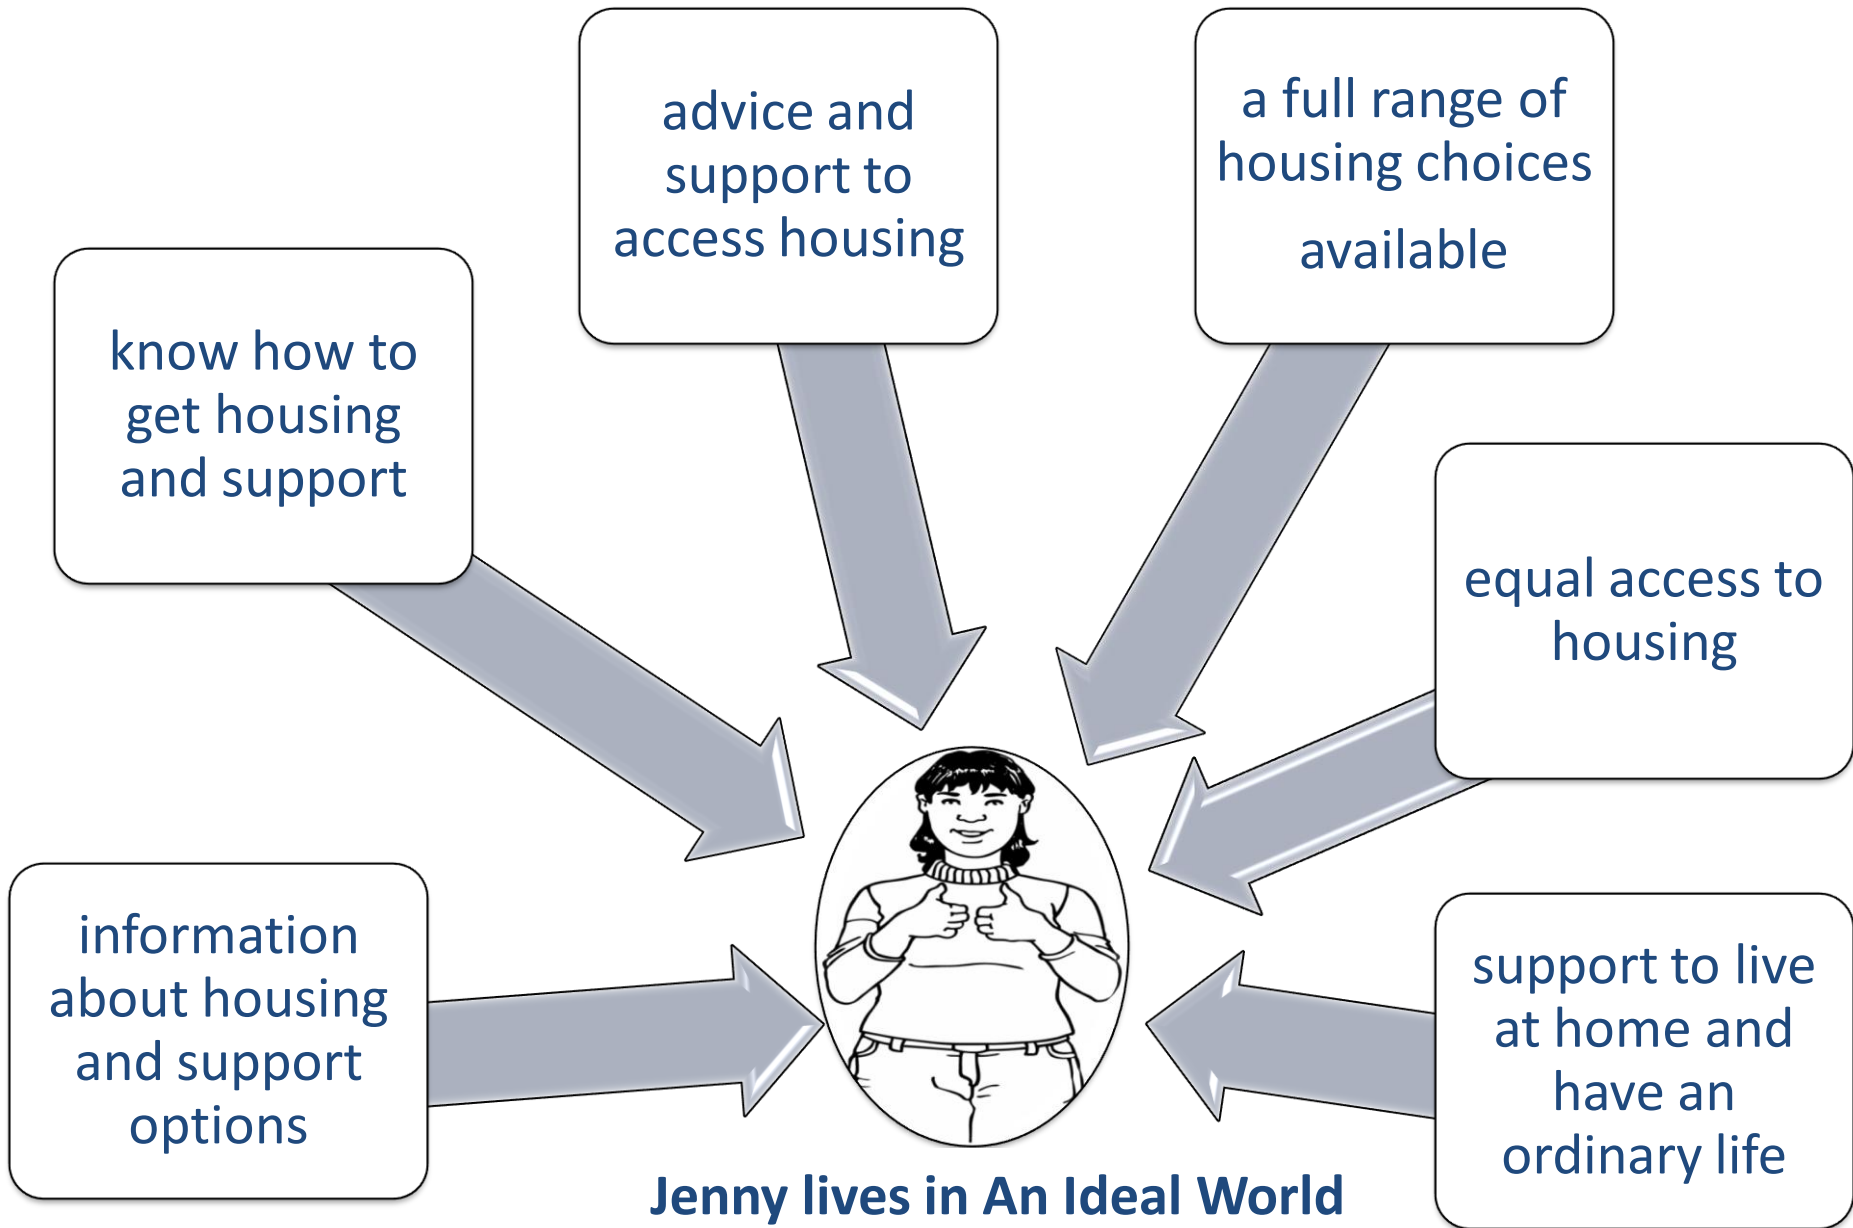 advice and
support to
access housing
a full range of
housing choices
available
know how to
get housing
and support
equal access to
housing
information
about housing
and support
options
support to live
at home and
have an
ordinary life
Jenny lives in An Ideal World